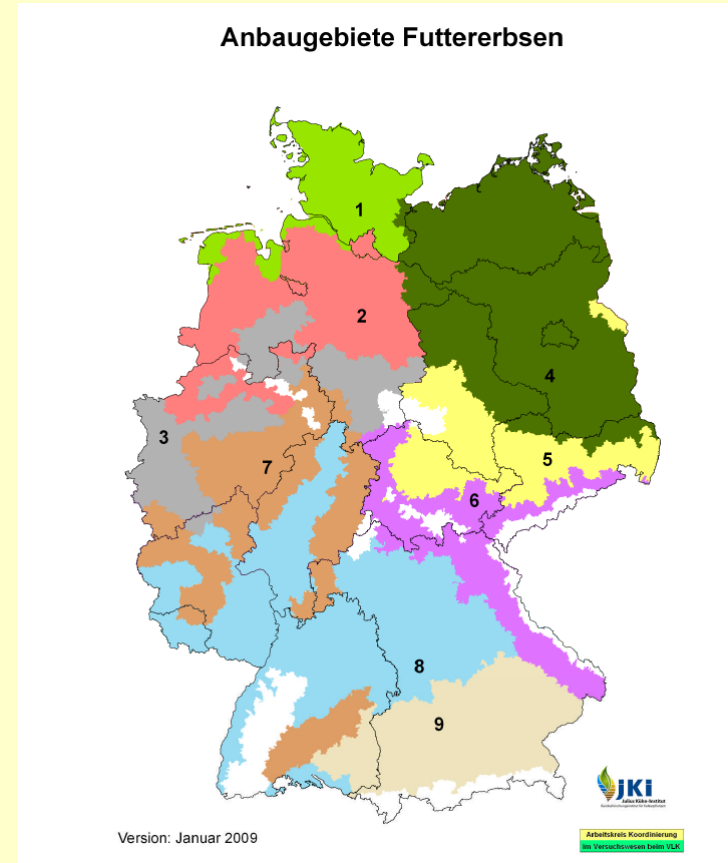 Anbaugebiete Futtererbsen
1
2
4
3
5
7
6
8
9
JKI
Julius Kühn-Institut
Version: Januar 2009
Arbeitskreis Koordinierung
im Versuchswesen beim VLK